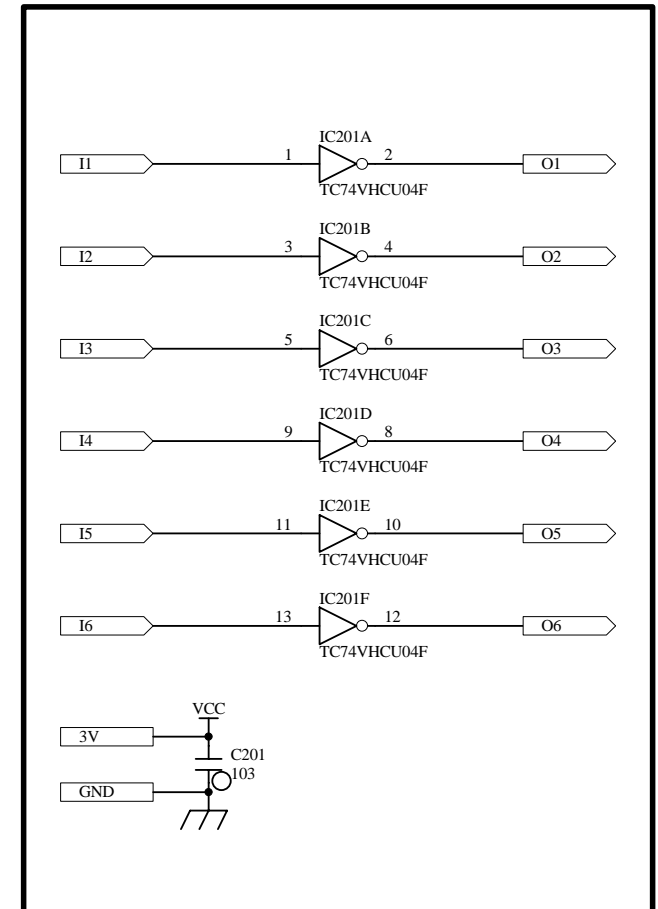 IC201A
I1 1 2 O1
TC74VHCU04F
IC201B
I2 3 4 O2
TC74VHCU04F
IC201C
I3 5 6 O3
TC74VHCU04F
IC201D
I4 9 8 O4
TC74VHCU04F
IC201E
I5 11 10 O5
TC74VHCU04F
IC201F
I6 13 12 O6
TC74VHCU04F
VCC
3V
C201
103
GND